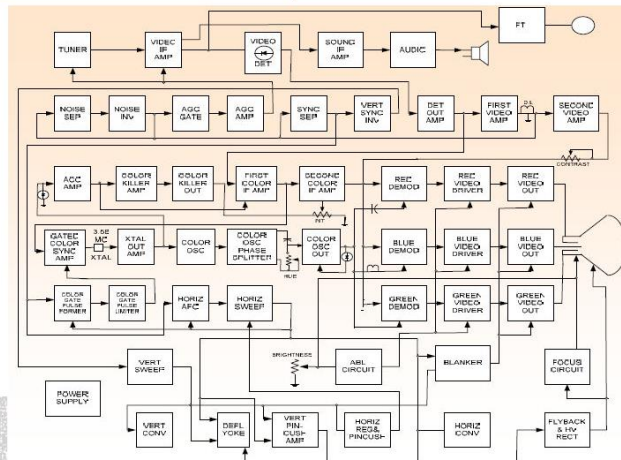 FT
TUNER
VIDEO
IF
AMP
VIDEO
DET
SOUND
IF
AMP
AUDIO
NOISE
SEP
NOISE
INV
AGC
GATE
AGC
AMP
SYNC
SEP
VERT
SYNC
INV
DET
OUT
AMP
FIRST
VIDEO
AMP
SECOND
VIDEO
AMP
CONTRAST
ACC
AMP
COLOR
KILLER
AMP
COLOR
KILLER
OUT
FIRST
COLOR
IF AMP
SECOND
COLOR
IF AMP
RED
DEMOD
RED
VIDEO
DRIVER
RED
VIDEO
OUT
GATED
COLOR
SYNC
AMP
3.58
MC
XTAL
XTAL
OUT
AMP
COLOR
OSC
COLOR
OSC
PHASE
SPLITTER
HUE
COLOR
OSC
OUT
BLUE
DEMOD
BLUE
VIDEO
DRIVER
BLUE
VIDEO
OUT
COLOR
GATE
PULSE
FORMER
COLOR
GATE
PULSE
LIMITER
HORIZ
AFC
HORIZ
SWEEP
GREEN
DEMOD
GREEN
VIDEO
DRIVER
GREEN
VIDEO
OUT
VERT
SWEEP
BRIGHTNESS
ABL
CIRCUIT
BLANKER
FOCUS
CIRCUIT
POWER
SUPPLY
VERT
CONV
DEFL
YOKE
VERT
PIN-
CUSH
AMP
HORIZ
REG&
PINCUSH
HORIZ
CONV
FLYBACK
& HV
RECT